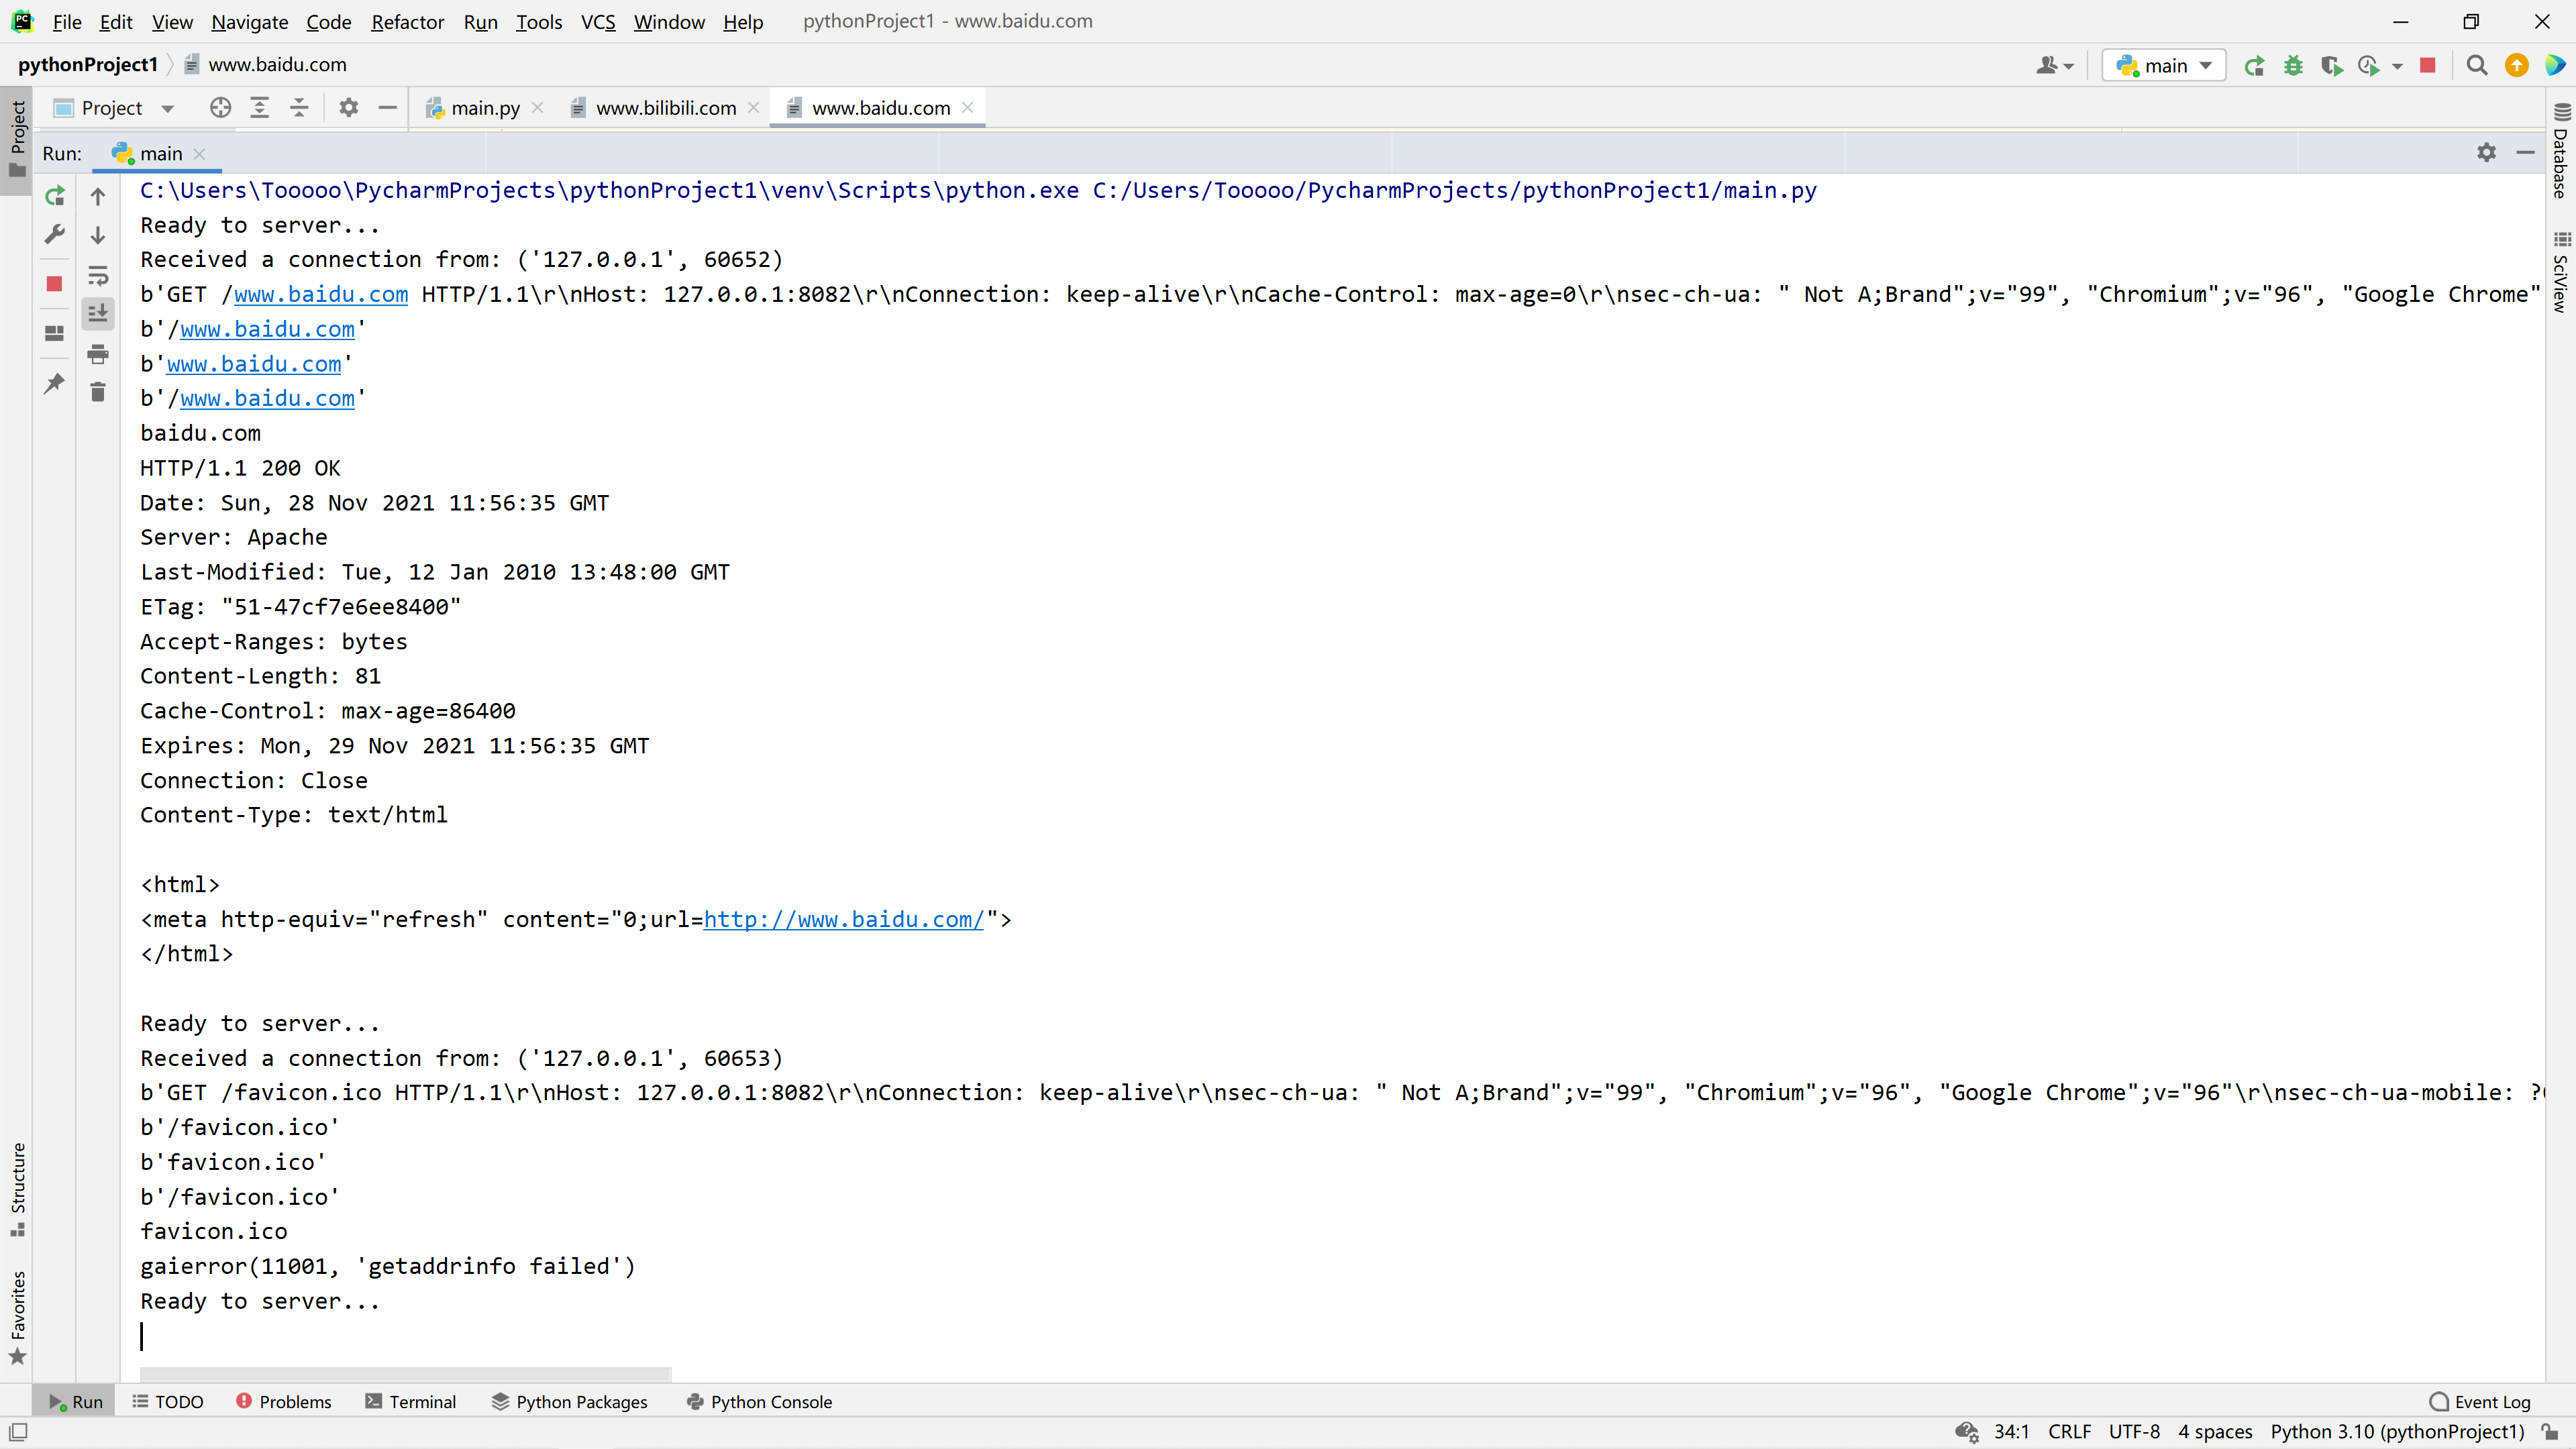 File Edit View Navigate Code Refactor Run Tools VCS Window Help pythonProject1 - www.baidu.com
pythonProject1 www.baidu.com main
Project main.py www.bilibili.com www.baidu.com
Run: main
C:\Users\Tooooo\PycharmProjects\pythonProject1\venv\Scripts\python.exe C:/Users/Tooooo/PycharmProjects/pythonProject1/main.py
Ready to server...
Received a connection from: ('127.0.0.1', 60652)
b'GET /www.baidu.com HTTP/1.1\r\nHost: 127.0.0.1:8082\r\nConnection: keep-alive\r\nCache-Control: max-age=0\r\nsec-ch-ua: " Not A;Brand";v="99", "Chromium";v="96", "Google Chrome"
b'/www.baidu.com'
b'www.baidu.com'
b'/www.baidu.com'
baidu.com
HTTP/1.1 200 OK
Date: Sun, 28 Nov 2021 11:56:35 GMT
Server: Apache
Last-Modified: Tue, 12 Jan 2010 13:48:00 GMT
ETag: "51-47cf7e6ee8400"
Accept-Ranges: bytes
Content-Length: 81
Cache-Control: max-age=86400
Expires: Mon, 29 Nov 2021 11:56:35 GMT
Connection: Close
Content-Type: text/html
<html>
<meta http-equiv="refresh" content="0;url=http://www.baidu.com/">
</html>
Ready to server...
Received a connection from: ('127.0.0.1', 60653)
b'GET /favicon.ico HTTP/1.1\r\nHost: 127.0.0.1:8082\r\nConnection: keep-alive\r\nsec-ch-ua: " Not A;Brand";v="99", "Chromium";v="96", "Google Chrome";v="96"\r\nsec-ch-ua-mobile: ?
b'/favicon.ico'
b'favicon.ico'
b'/favicon.ico'
favicon.ico
gaierror(11001, 'getaddrinfo failed')
Ready to server...
Project
Structure
Favorites
Database
SciView
Run TODO Problems Terminal Python Packages Python Console Event Log
34:1 CRLF UTF-8 4 spaces Python 3.10 (pythonProject1)